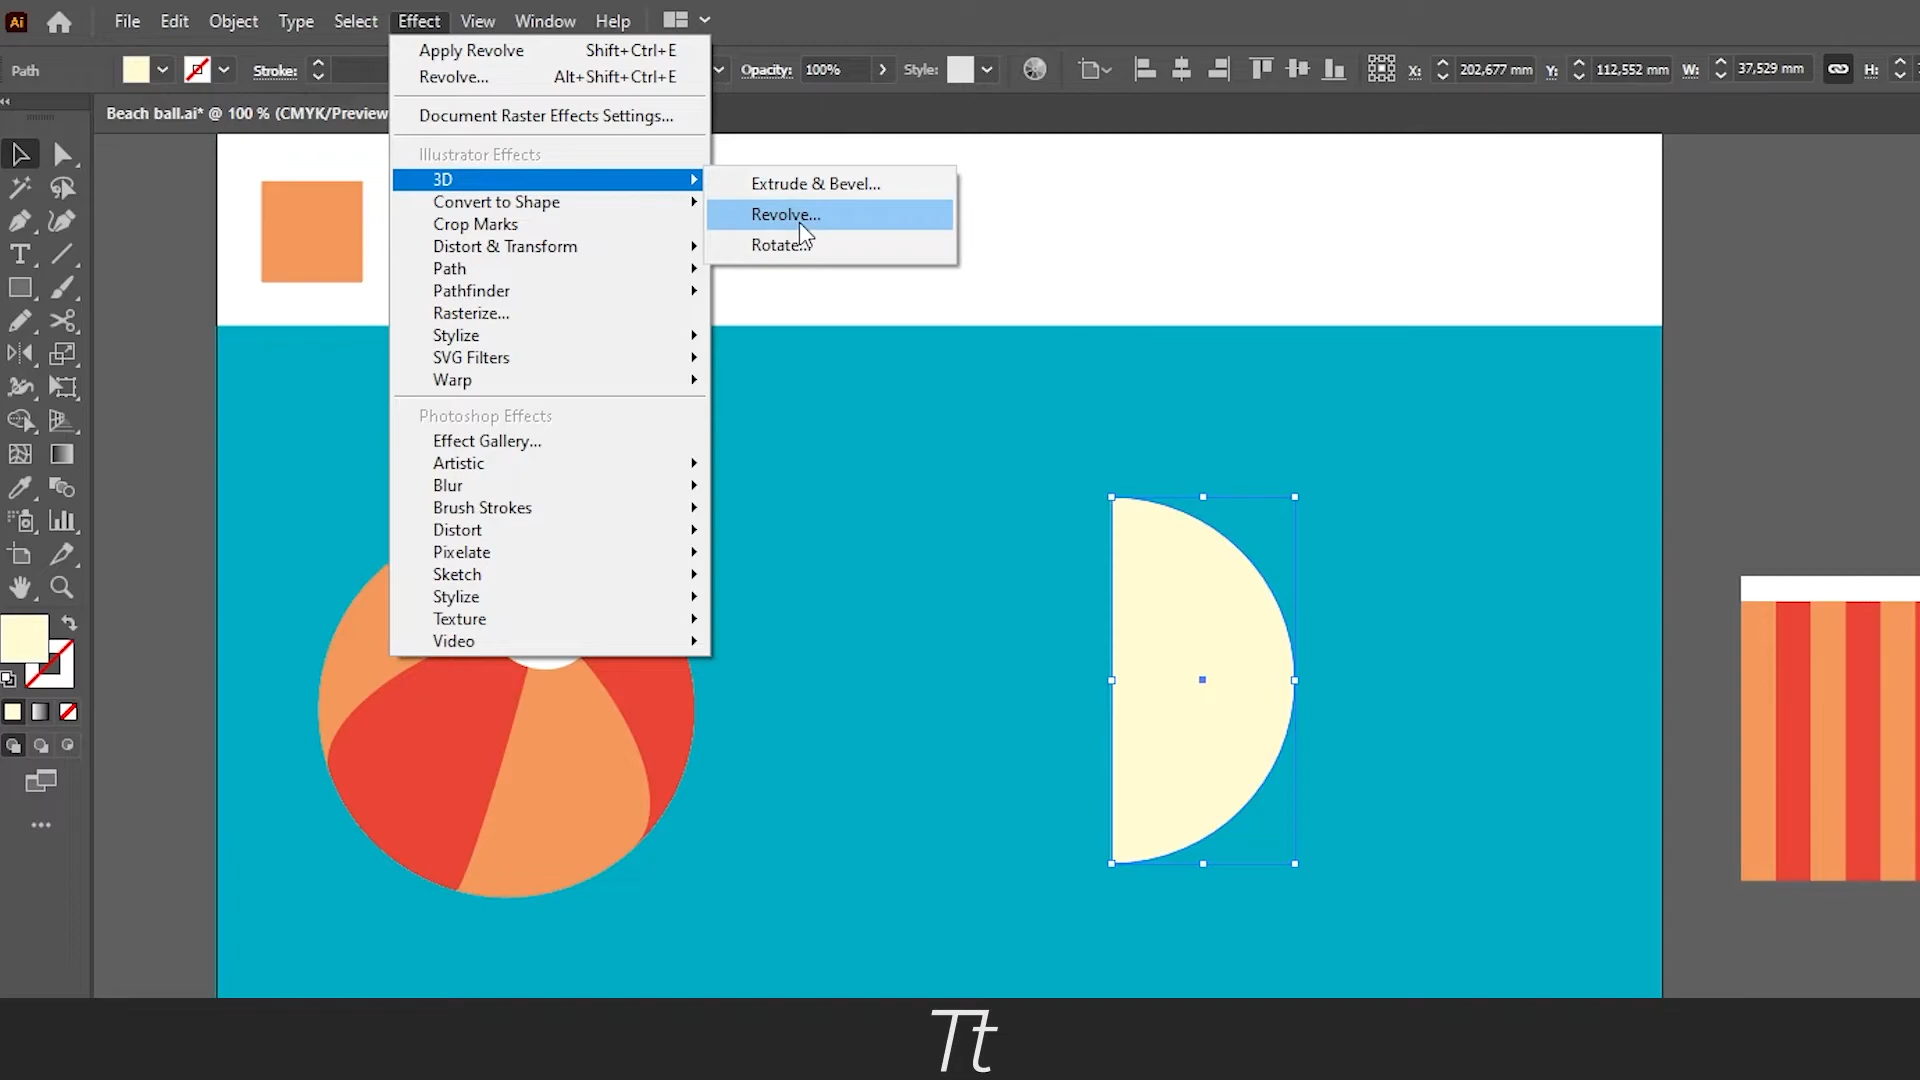 Ai File Edit Object Type Select Effect View Window Help
Path Stroke: Opacity: 100% Style: X: 202,677 mm Y: 112,552 mm W: 37,529 mm H:
Beach ball.ai* @ 100 % (CMYK/Preview
Apply Revolve Shift+Ctrl+E
Revolve... Alt+Shift+Ctrl+E
Document Raster Effects Settings...
Illustrator Effects
3D
Convert to Shape
Crop Marks
Distort & Transform
Path
Pathfinder
Rasterize...
Stylize
SVG Filters
Warp
Photoshop Effects
Effect Gallery...
Artistic
Blur
Brush Strokes
Distort
Pixelate
Sketch
Stylize
Texture
Video
Extrude & Bevel...
Revolve...
Rotate...
Tt